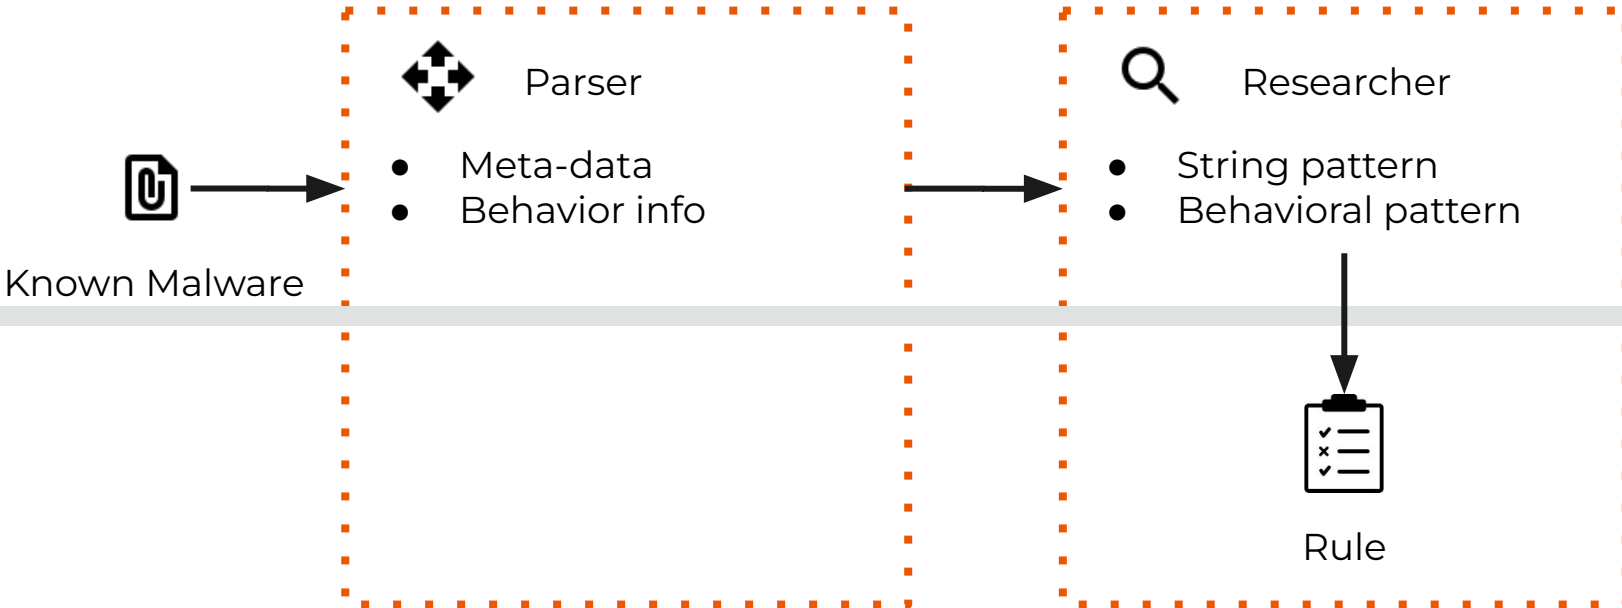 Parser
Meta-data
Behavior info
Known Malware
Researcher
String pattern
Behavioral pattern
Rule